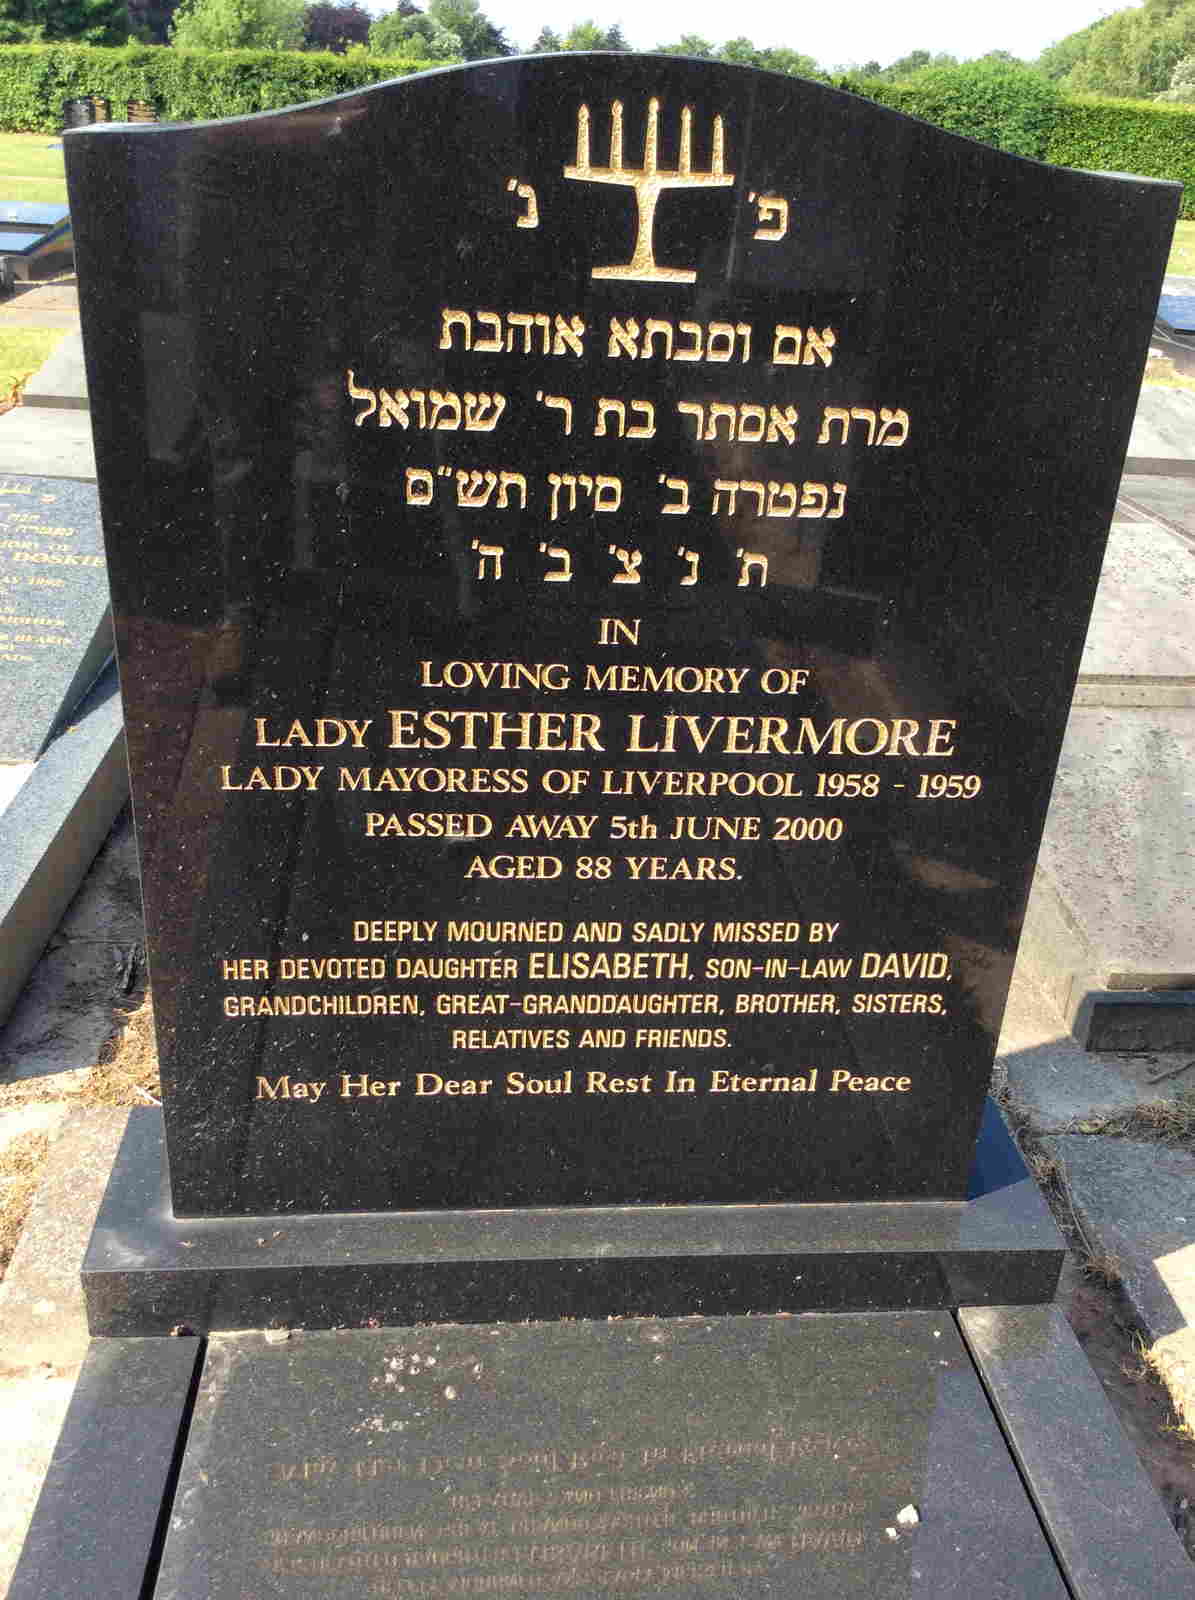 פ' נ'
אם וסבתא אוהבת
מרת אסתר בת ר' שמואל
נפטרה ב' סיון תש"ם
ת' נ' צ' ב' ה'
IN
LOVING MEMORY OF
LADY ESTHER LIVERMORE
LADY MAYORESS OF LIVERPOOL 1958 - 1959
PASSED AWAY 5th JUNE 2000
AGED 88 YEARS.
DEEPLY MOURNED AND SADLY MISSED BY
HER DEVOTED DAUGHTER ELISABETH, SON-IN-LAW DAVID,
GRANDCHILDREN, GREAT-GRANDDAUGHTER, BROTHER, SISTERS,
RELATIVES AND FRIENDS.
May Her Dear Soul Rest In Eternal Peace